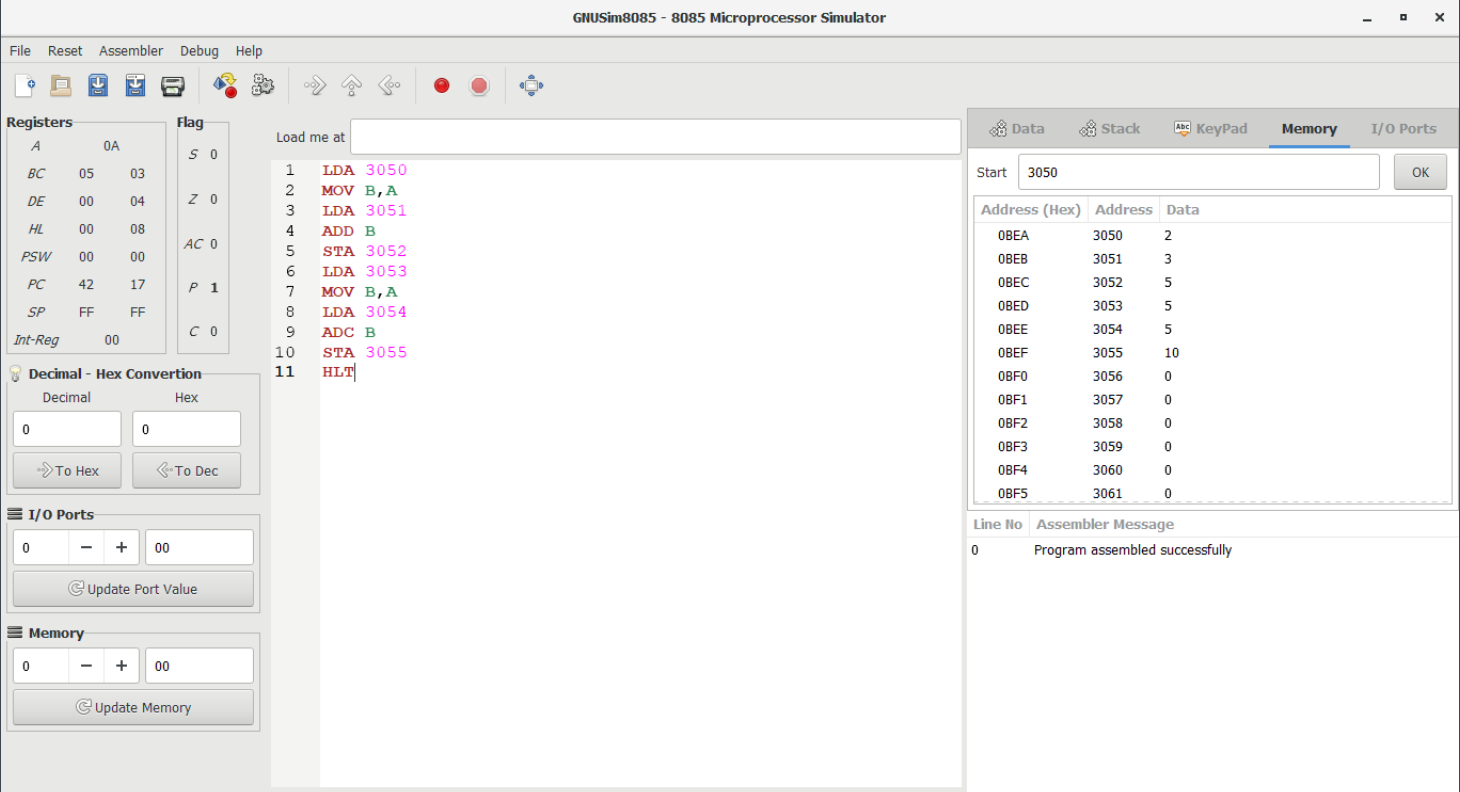 GNUSim8085 - 8085 Microprocessor Simulator
File Reset Assembler Debug Help
Registers
A 0A
BC 05 03
DE 00 04
HL 00 08
PSW 00 00
PC 42 17
SP FF FF
Int-Reg 00
Flag
S 0
Z 0
AC 0
P 1
C 0
Decimal - Hex Convertion
Decimal Hex
0 0
To Hex To Dec
I/O Ports
0 − + 00
Update Port Value
Memory
0 − + 00
Update Memory
Load me at
1 LDA 3050
2 MOV B,A
3 LDA 3051
4 ADD B
5 STA 3052
6 LDA 3053
7 MOV B,A
8 LDA 3054
9 ADC B
10 STA 3055
11 HLT
Data Stack Abc KeyPad Memory I/O Ports
Start 3050 OK
Address (Hex) Address Data
0BEA 3050 2
0BEB 3051 3
0BEC 3052 5
0BED 3053 5
0BEE 3054 5
0BEF 3055 10
0BF0 3056 0
0BF1 3057 0
0BF2 3058 0
0BF3 3059 0
0BF4 3060 0
0BF5 3061 0
Line No Assembler Message
0 Program assembled successfully